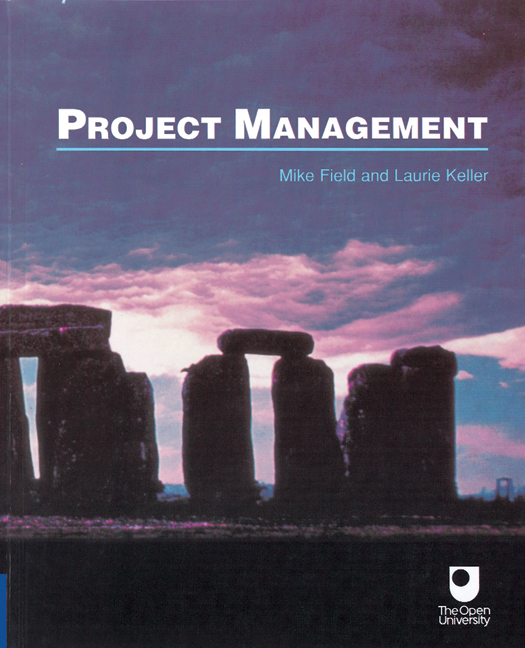 PROJECT MANAGEMENT
Mike Field and Laurie Keller
The Open
University